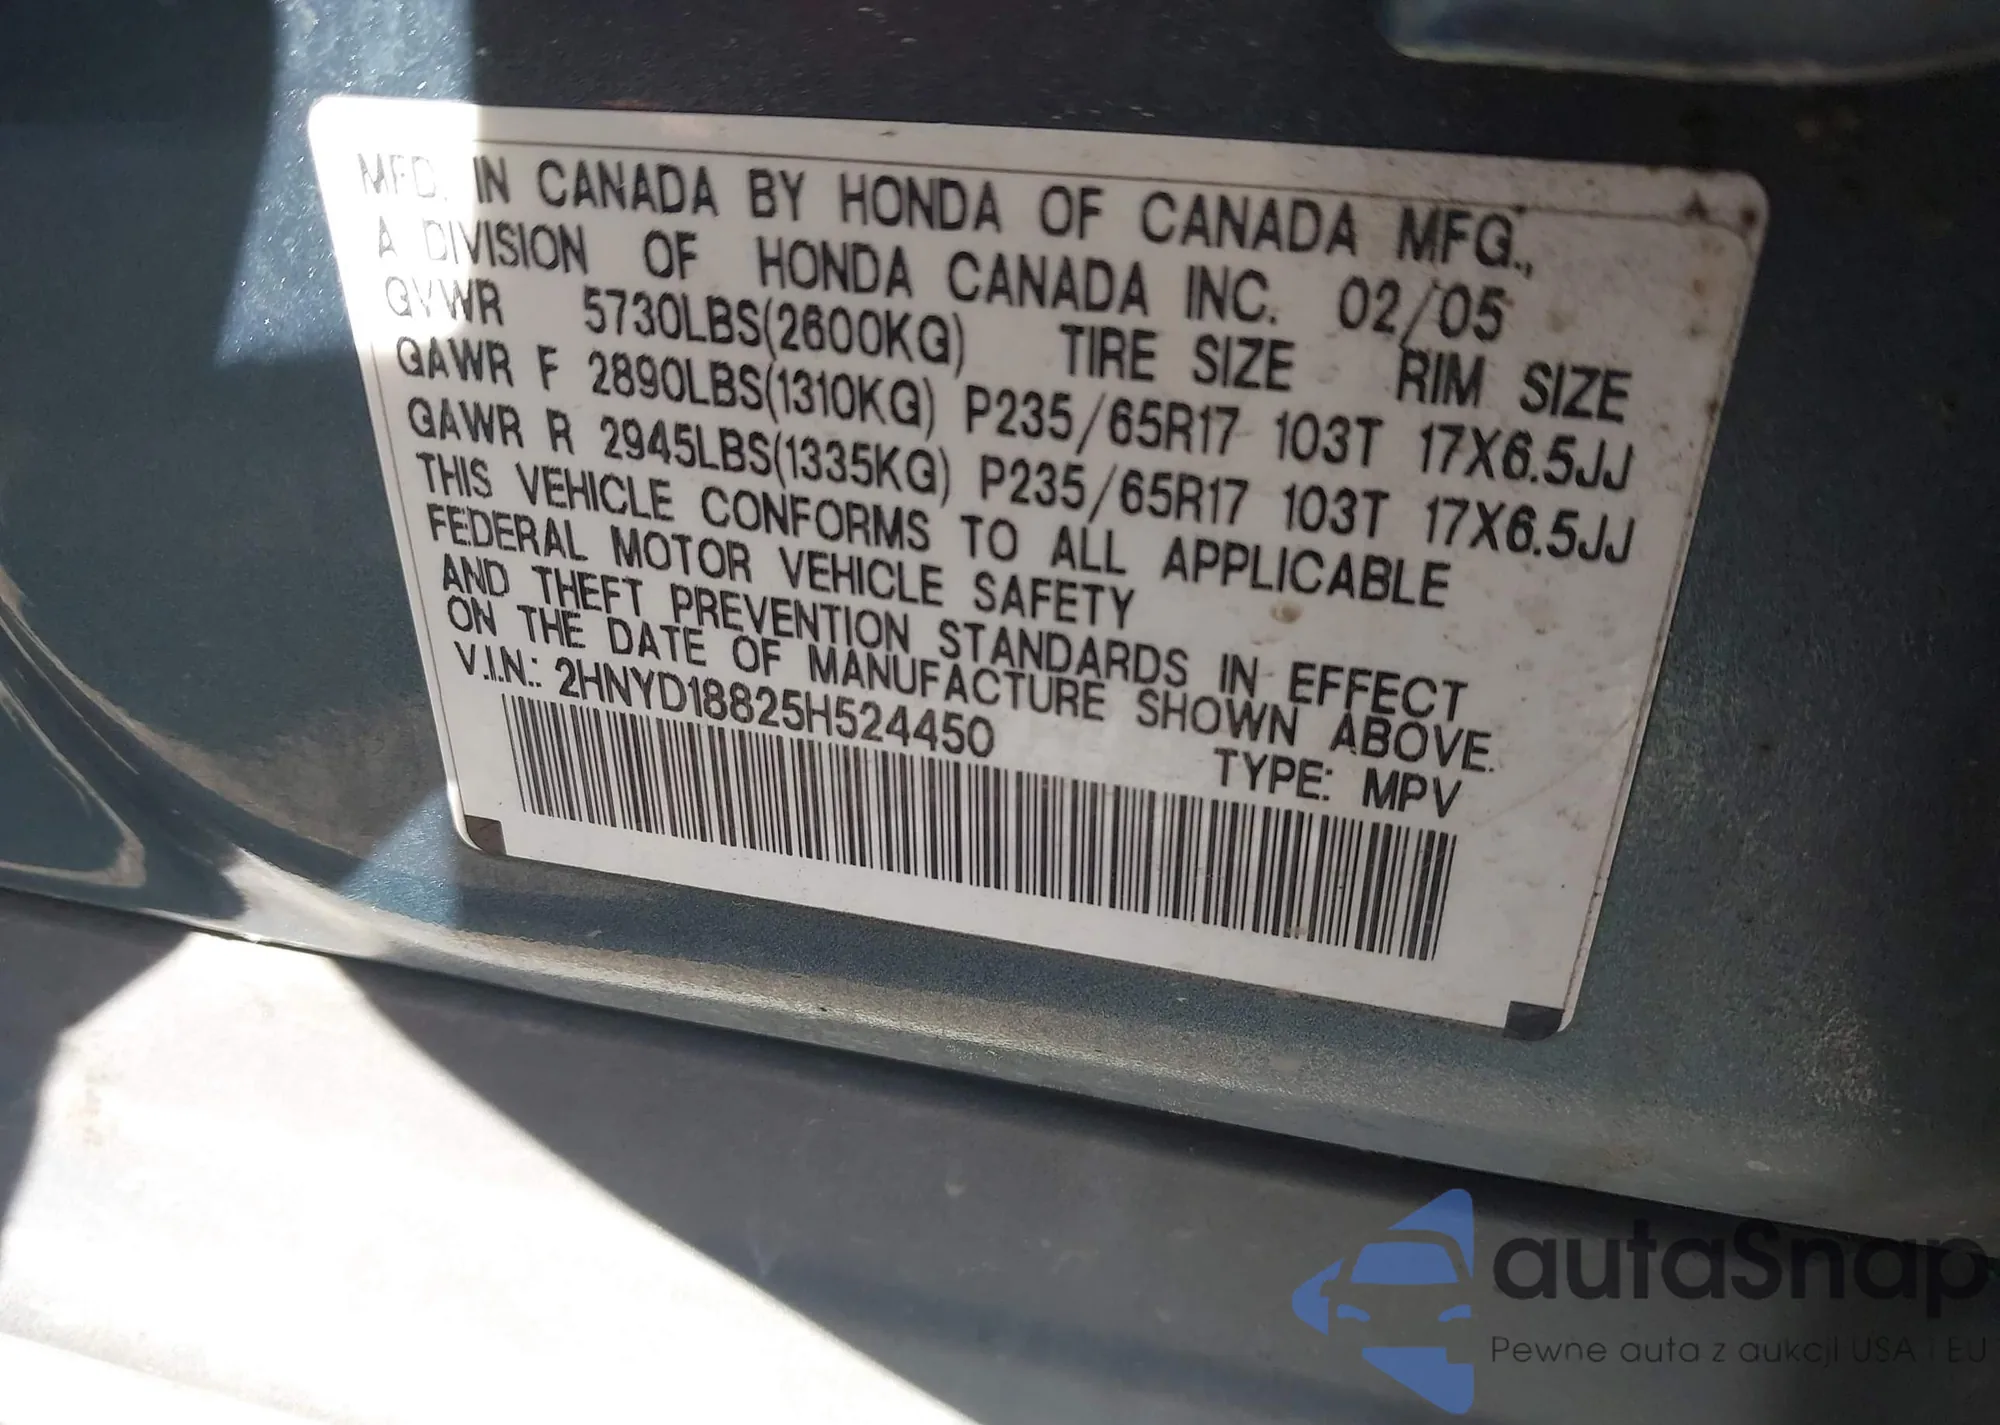 MFD. IN CANADA BY HONDA OF CANADA MFG.,
A DIVISION OF HONDA CANADA INC. 02/05
GVWR 5730LBS(2600KG) TIRE SIZE RIM SIZE
GAWR F 2890LBS(1310KG) P235/65R17 103T 17X6.5JJ
GAWR R 2945LBS(1335KG) P235/65R17 103T 17X6.5JJ
THIS VEHICLE CONFORMS TO ALL APPLICABLE
FEDERAL MOTOR VEHICLE SAFETY
AND THEFT PREVENTION STANDARDS IN EFFECT
ON THE DATE OF MANUFACTURE SHOWN ABOVE.
V.I.N.: 2HNYD18825H524450 TYPE: MPV
autaSnap
Pewne auta z aukcji USA i EU